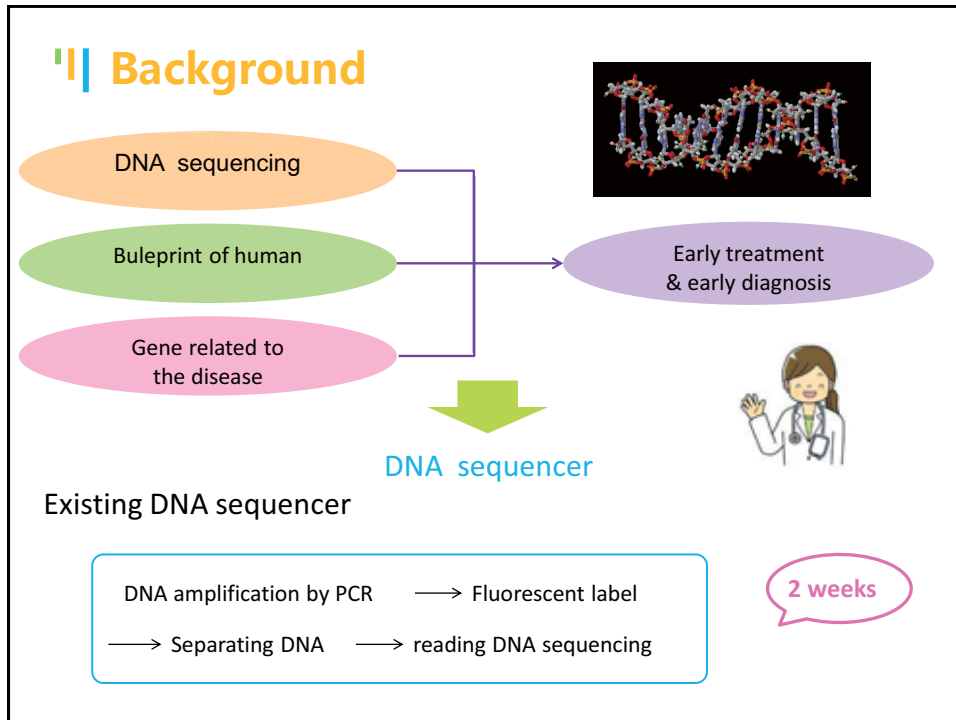 Background
DNA sequencing
Buleprint of human
Gene related to
the disease
Early treatment
& early diagnosis
DNA sequencer
Existing DNA sequencer
DNA amplification by PCR → Fluorescent label
→ Separating DNA → reading DNA sequencing
2 weeks